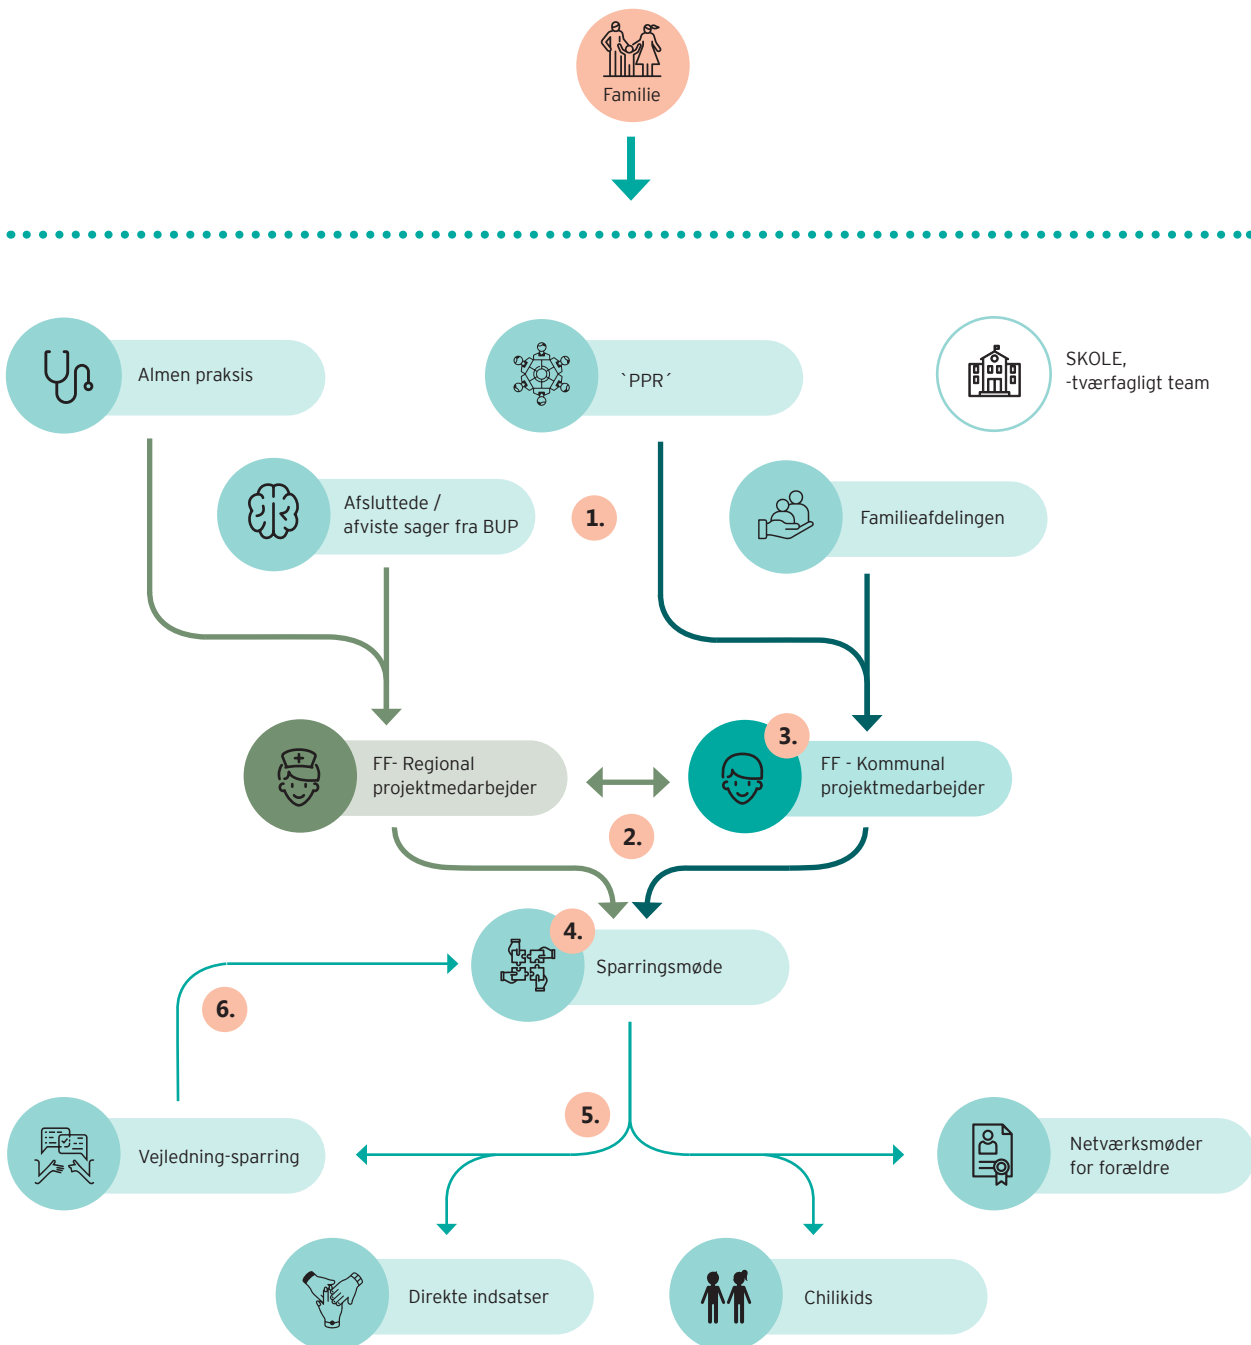 Familie
Almen praksis
`PPR´
SKOLE,
-tværfagligt team
Afsluttede /
afviste sager fra BUP
1.
Familieafdelingen
FF- Regional
projektmedarbejder
3.
FF - Kommunal
projektmedarbejder
2.
4.
Sparringsmøde
6.
5.
Vejledning-sparring
Netværksmøder
for forældre
Direkte indsatser
Chilikids